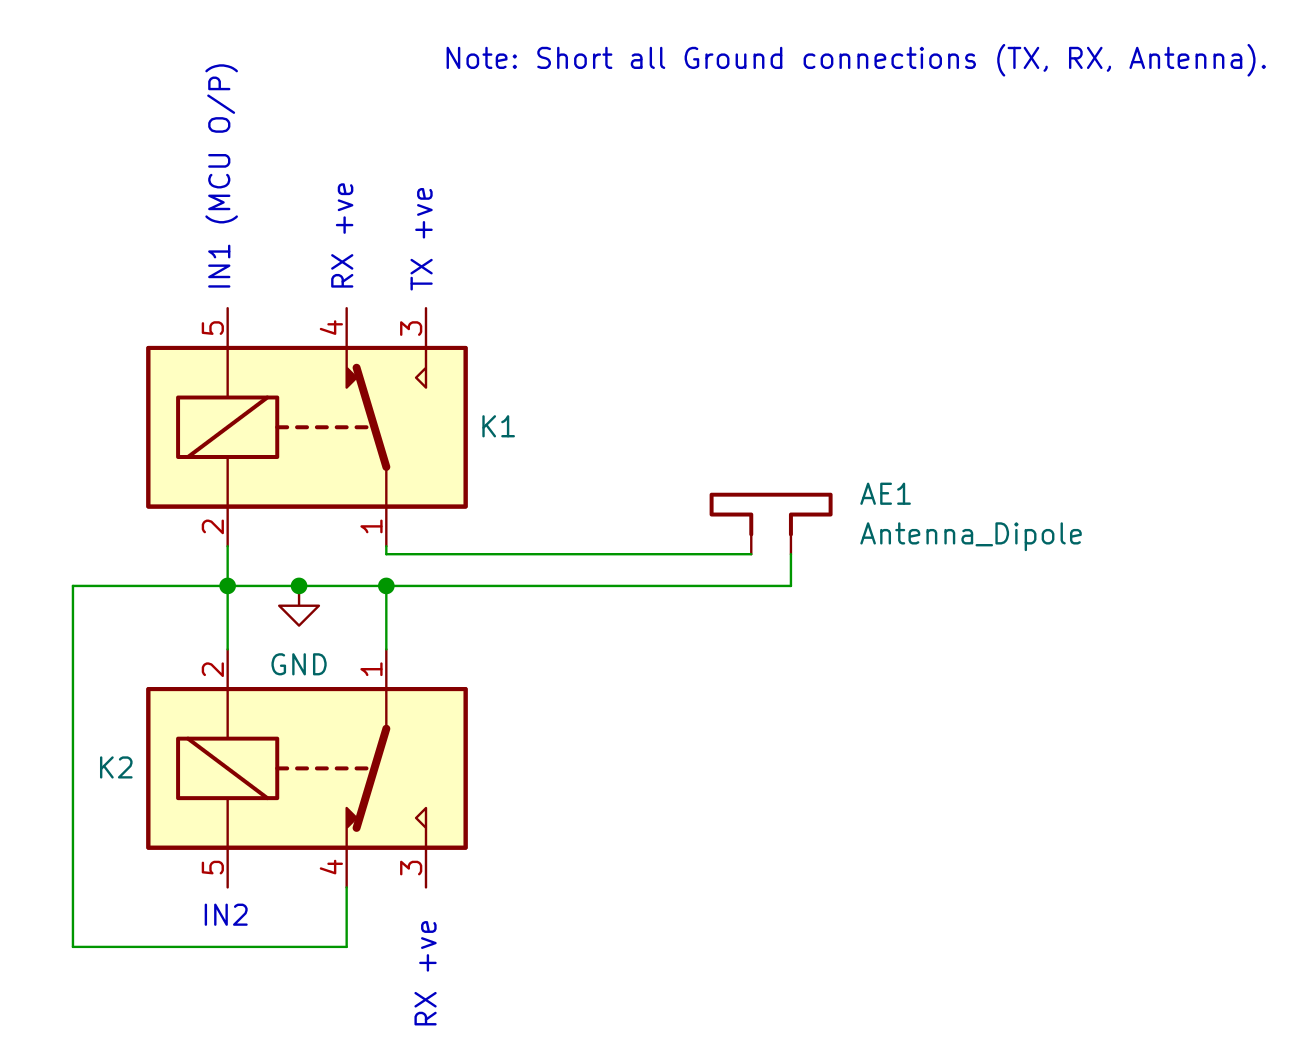 Note: Short all Ground connections (TX, RX, Antenna).
IN1 (MCU O/P)
RX +ve
TX +ve
5
4
3
K1
2
1
AE1
Antenna_Dipole
GND
2
1
K2
5
4
3
IN2
RX +ve